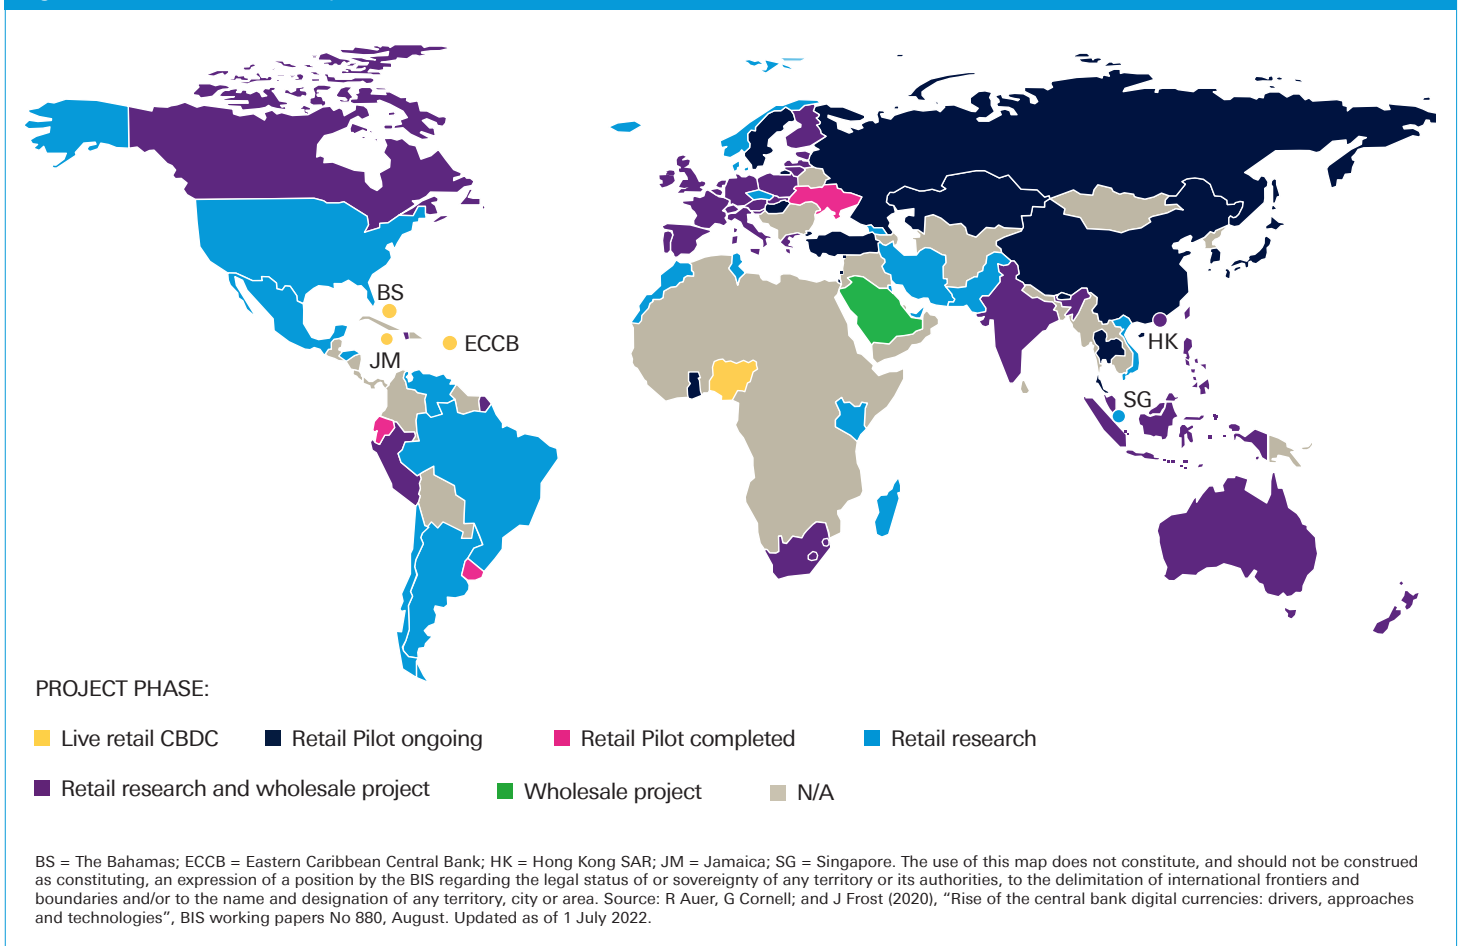 BS
ECCB
JM
HK
SG
PROJECT PHASE:
Live retail CBDC Retail Pilot ongoing Retail Pilot completed Retail research
Retail research and wholesale project Wholesale project N/A
BS = The Bahamas; ECCB = Eastern Caribbean Central Bank; HK = Hong Kong SAR; JM = Jamaica; SG = Singapore. The use of this map does not constitute, and should not be construed
as constituting, an expression of a position by the BIS regarding the legal status of or sovereignty of any territory or its authorities, to the delimitation of international frontiers and
boundaries and/or to the name and designation of any territory, city or area. Source: R Auer, G Cornell; and J Frost (2020), “Rise of the central bank digital currencies: drivers, approaches
and technologies”, BIS working papers No 880, August. Updated as of 1 July 2022.